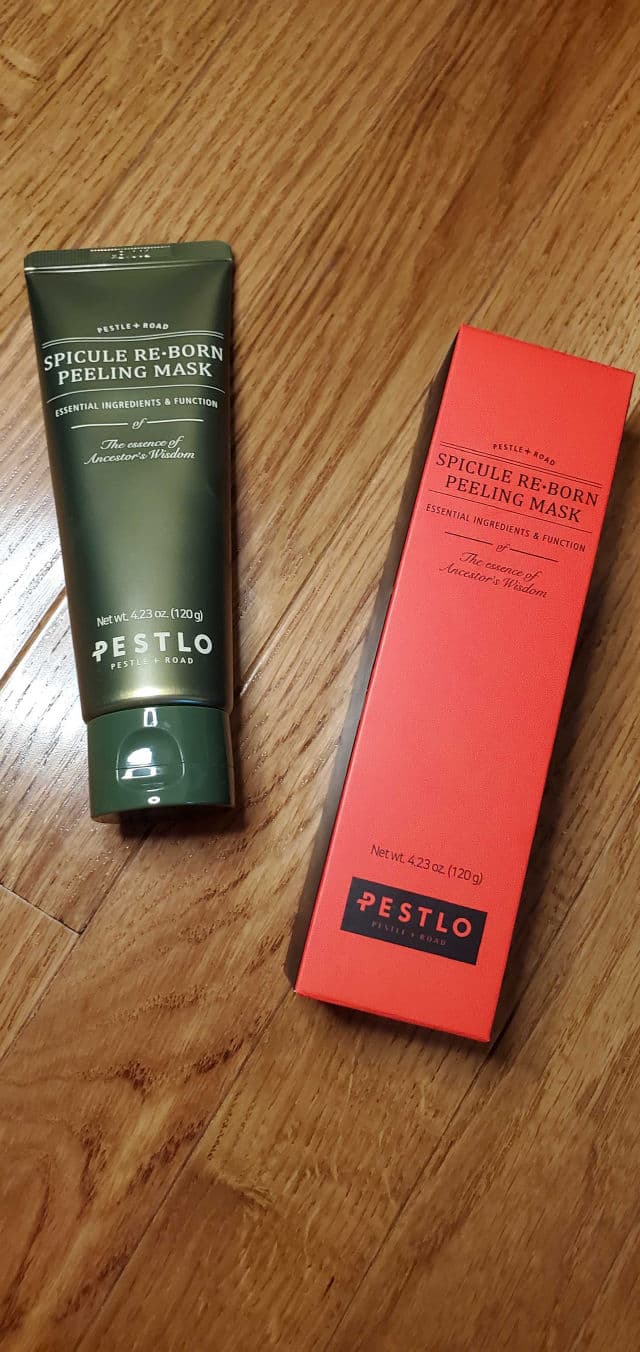 PESTLE + ROAD
SPICULE RE•BORN
PEELING MASK
ESSENTIAL INGREDIENTS & FUNCTION
of
The essence of
Ancestor's Wisdom
Net wt. 4.23 oz. (120 g)
PESTLO
PESTLE + ROAD
PESTLE + ROAD
SPICULE RE•BORN
PEELING MASK
ESSENTIAL INGREDIENTS & FUNCTION
of
The essence of
Ancestor's Wisdom
Net wt. 4.23 oz. (120 g)
PESTLO
PESTLE + ROAD